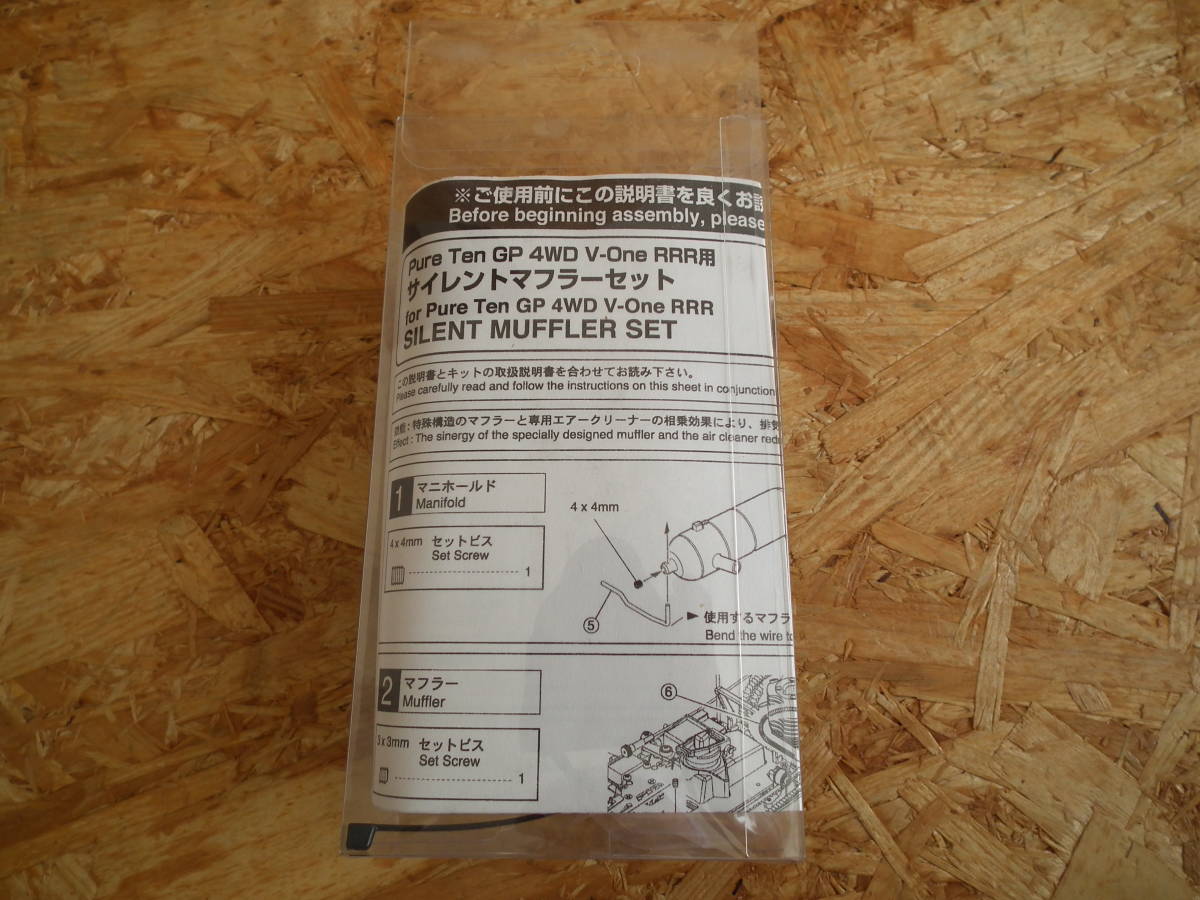 ※ご使用前にこの説明書を良くお読
Before beginning assembly, please
Pure Ten GP 4WD V-One RRR用
サイレントマフラーセット
for Pure Ten GP 4WD V-One RRR
SILENT MUFFLER SET
この説明書とキットの取扱説明書を合わせてお読み下さい。
Please carefully read and follow the instructions on this sheet in conjunction
効能:特殊構造のマフラーと専用エアークリーナーの相乗効果により、排気
Effect : The sinergy of the specially designed muffler and the air cleaner
1 マニホールド
Manifold
4 x 4mm セットビス
Set Screw
1
4 x 4mm
⑤
► 使用するマフラ
Bend the wire to
2 マフラー
Muffler
3 x 3mm セットビス
Set Screw
1
⑥